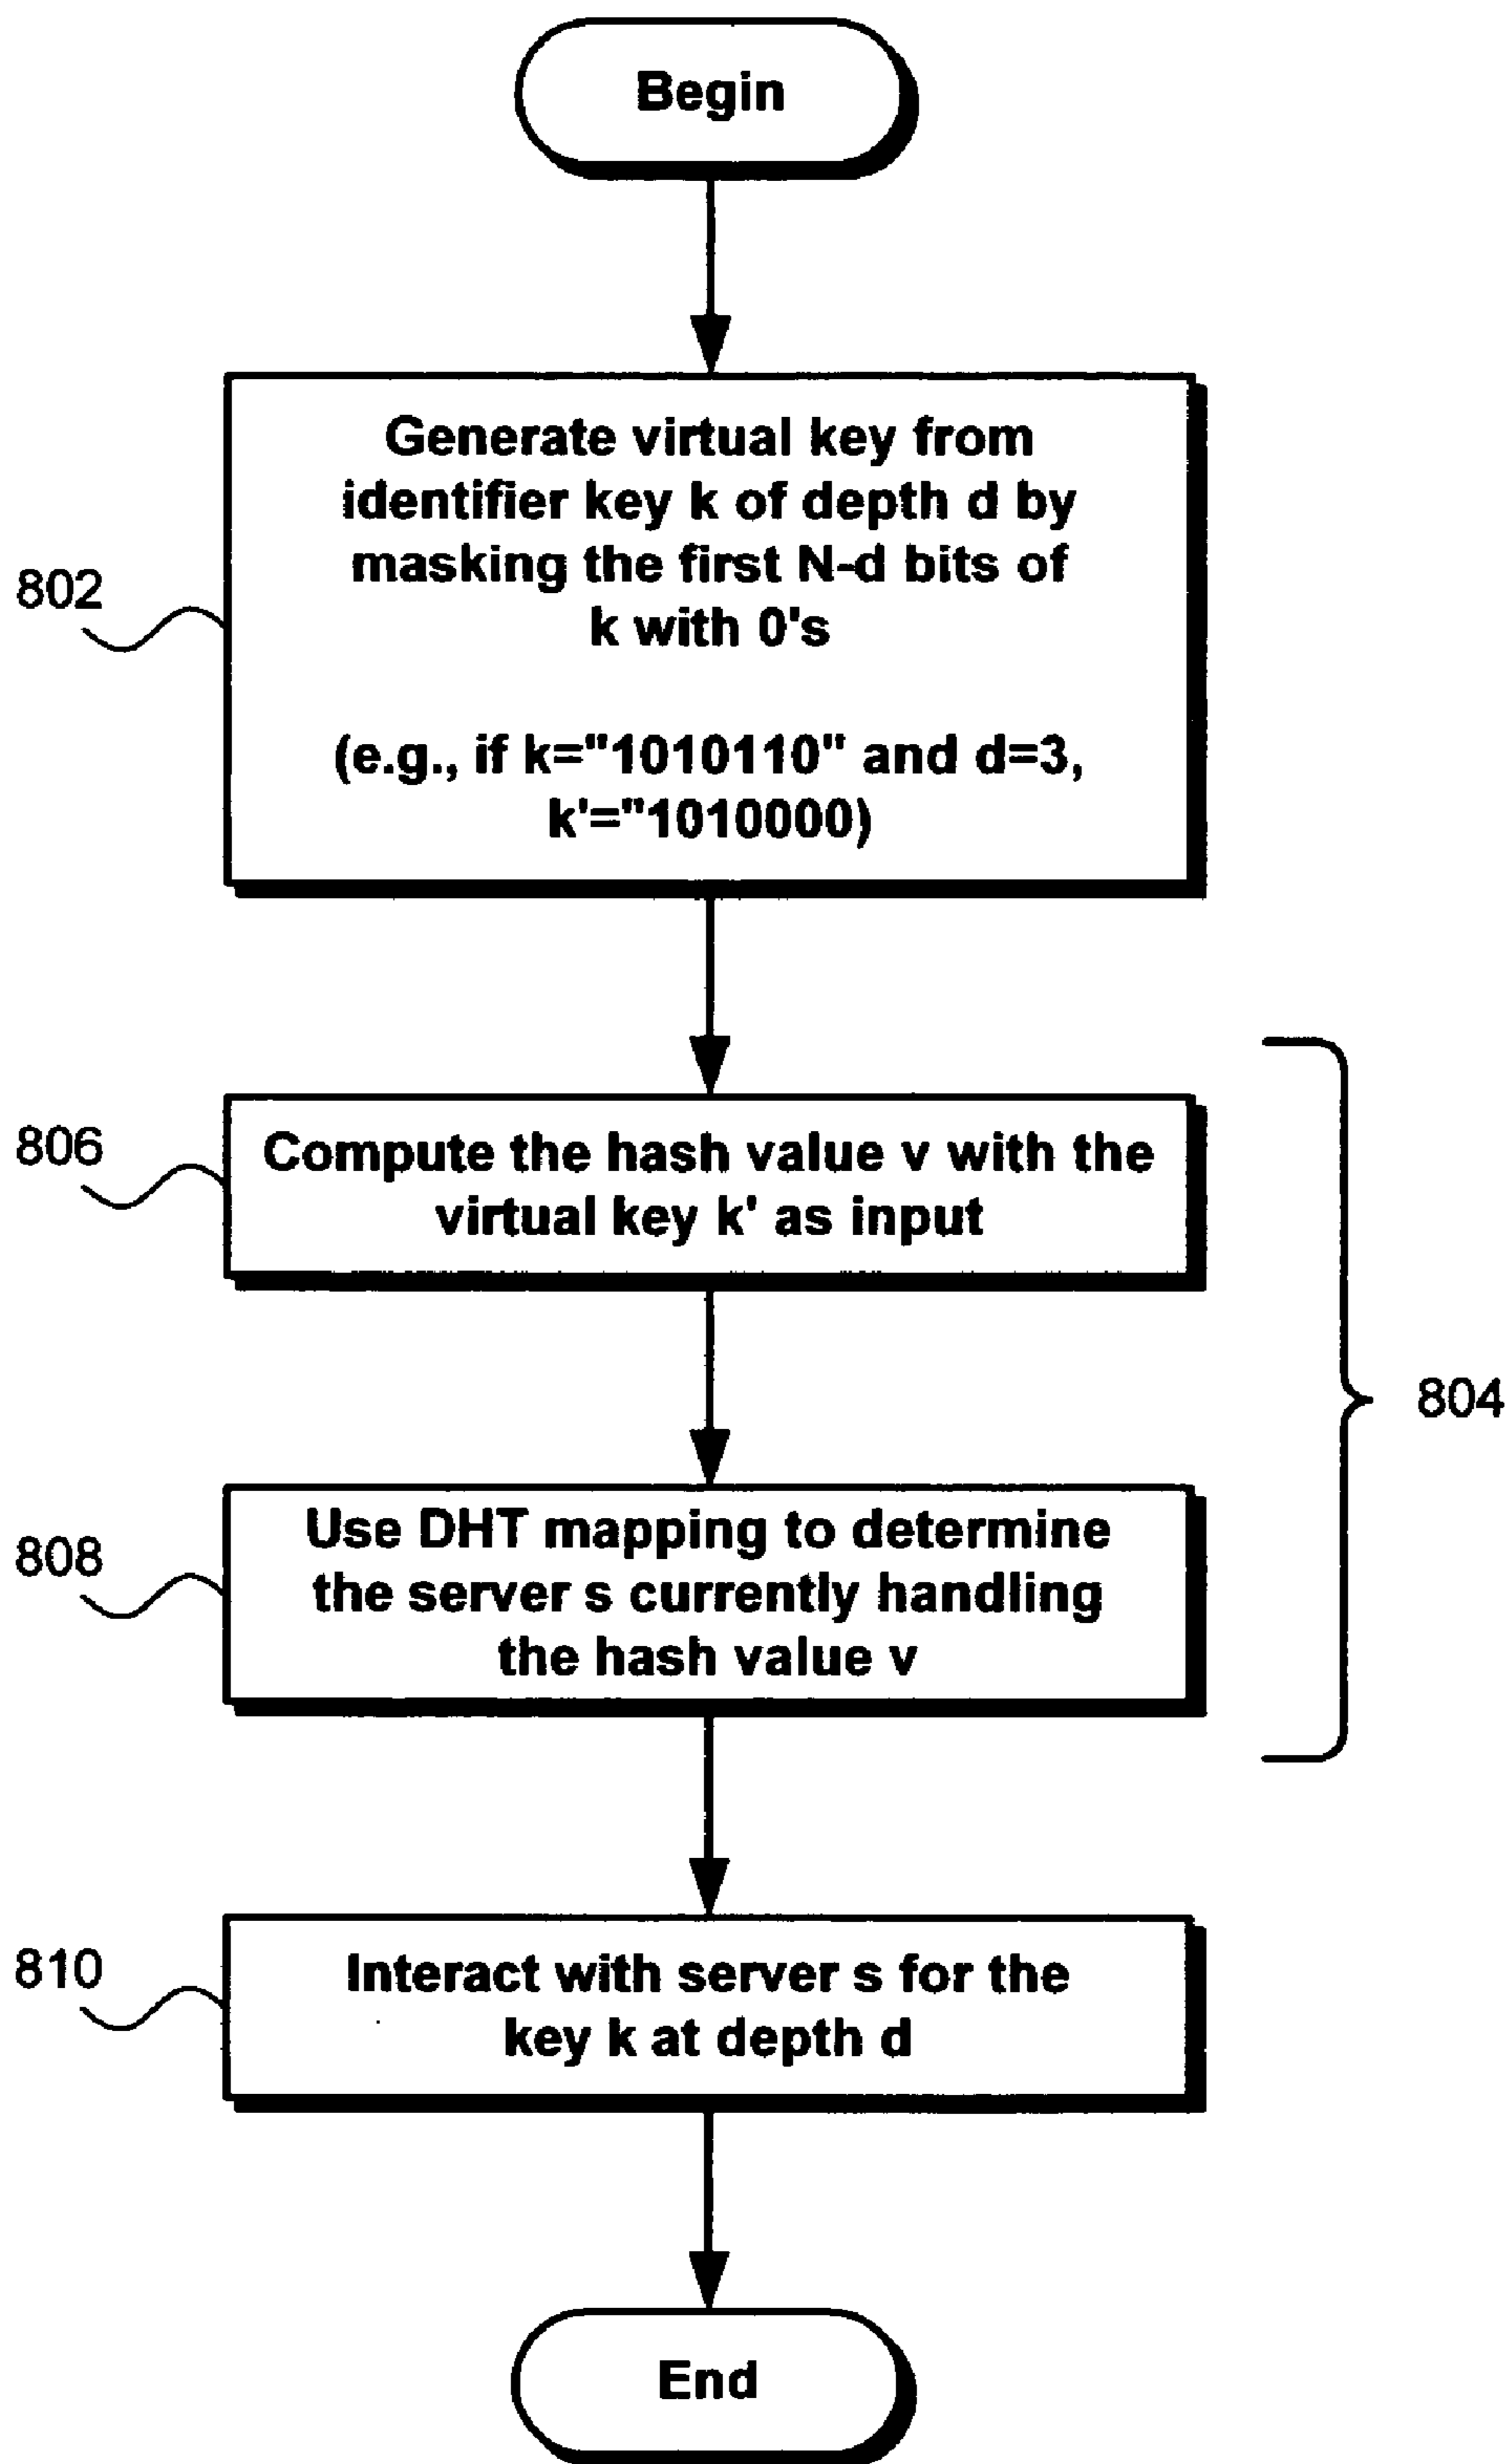 Begin
802
Generate virtual key from
identifier key k of depth d by
masking the first N-d bits of
k with 0's
(e.g., if k="1010110" and d=3,
k'="1010000)
806
Compute the hash value v with the
virtual key k' as input
804
808
Use DHT mapping to determine
the server s currently handling
the hash value v
810
Interact with server s for the
key k at depth d
End